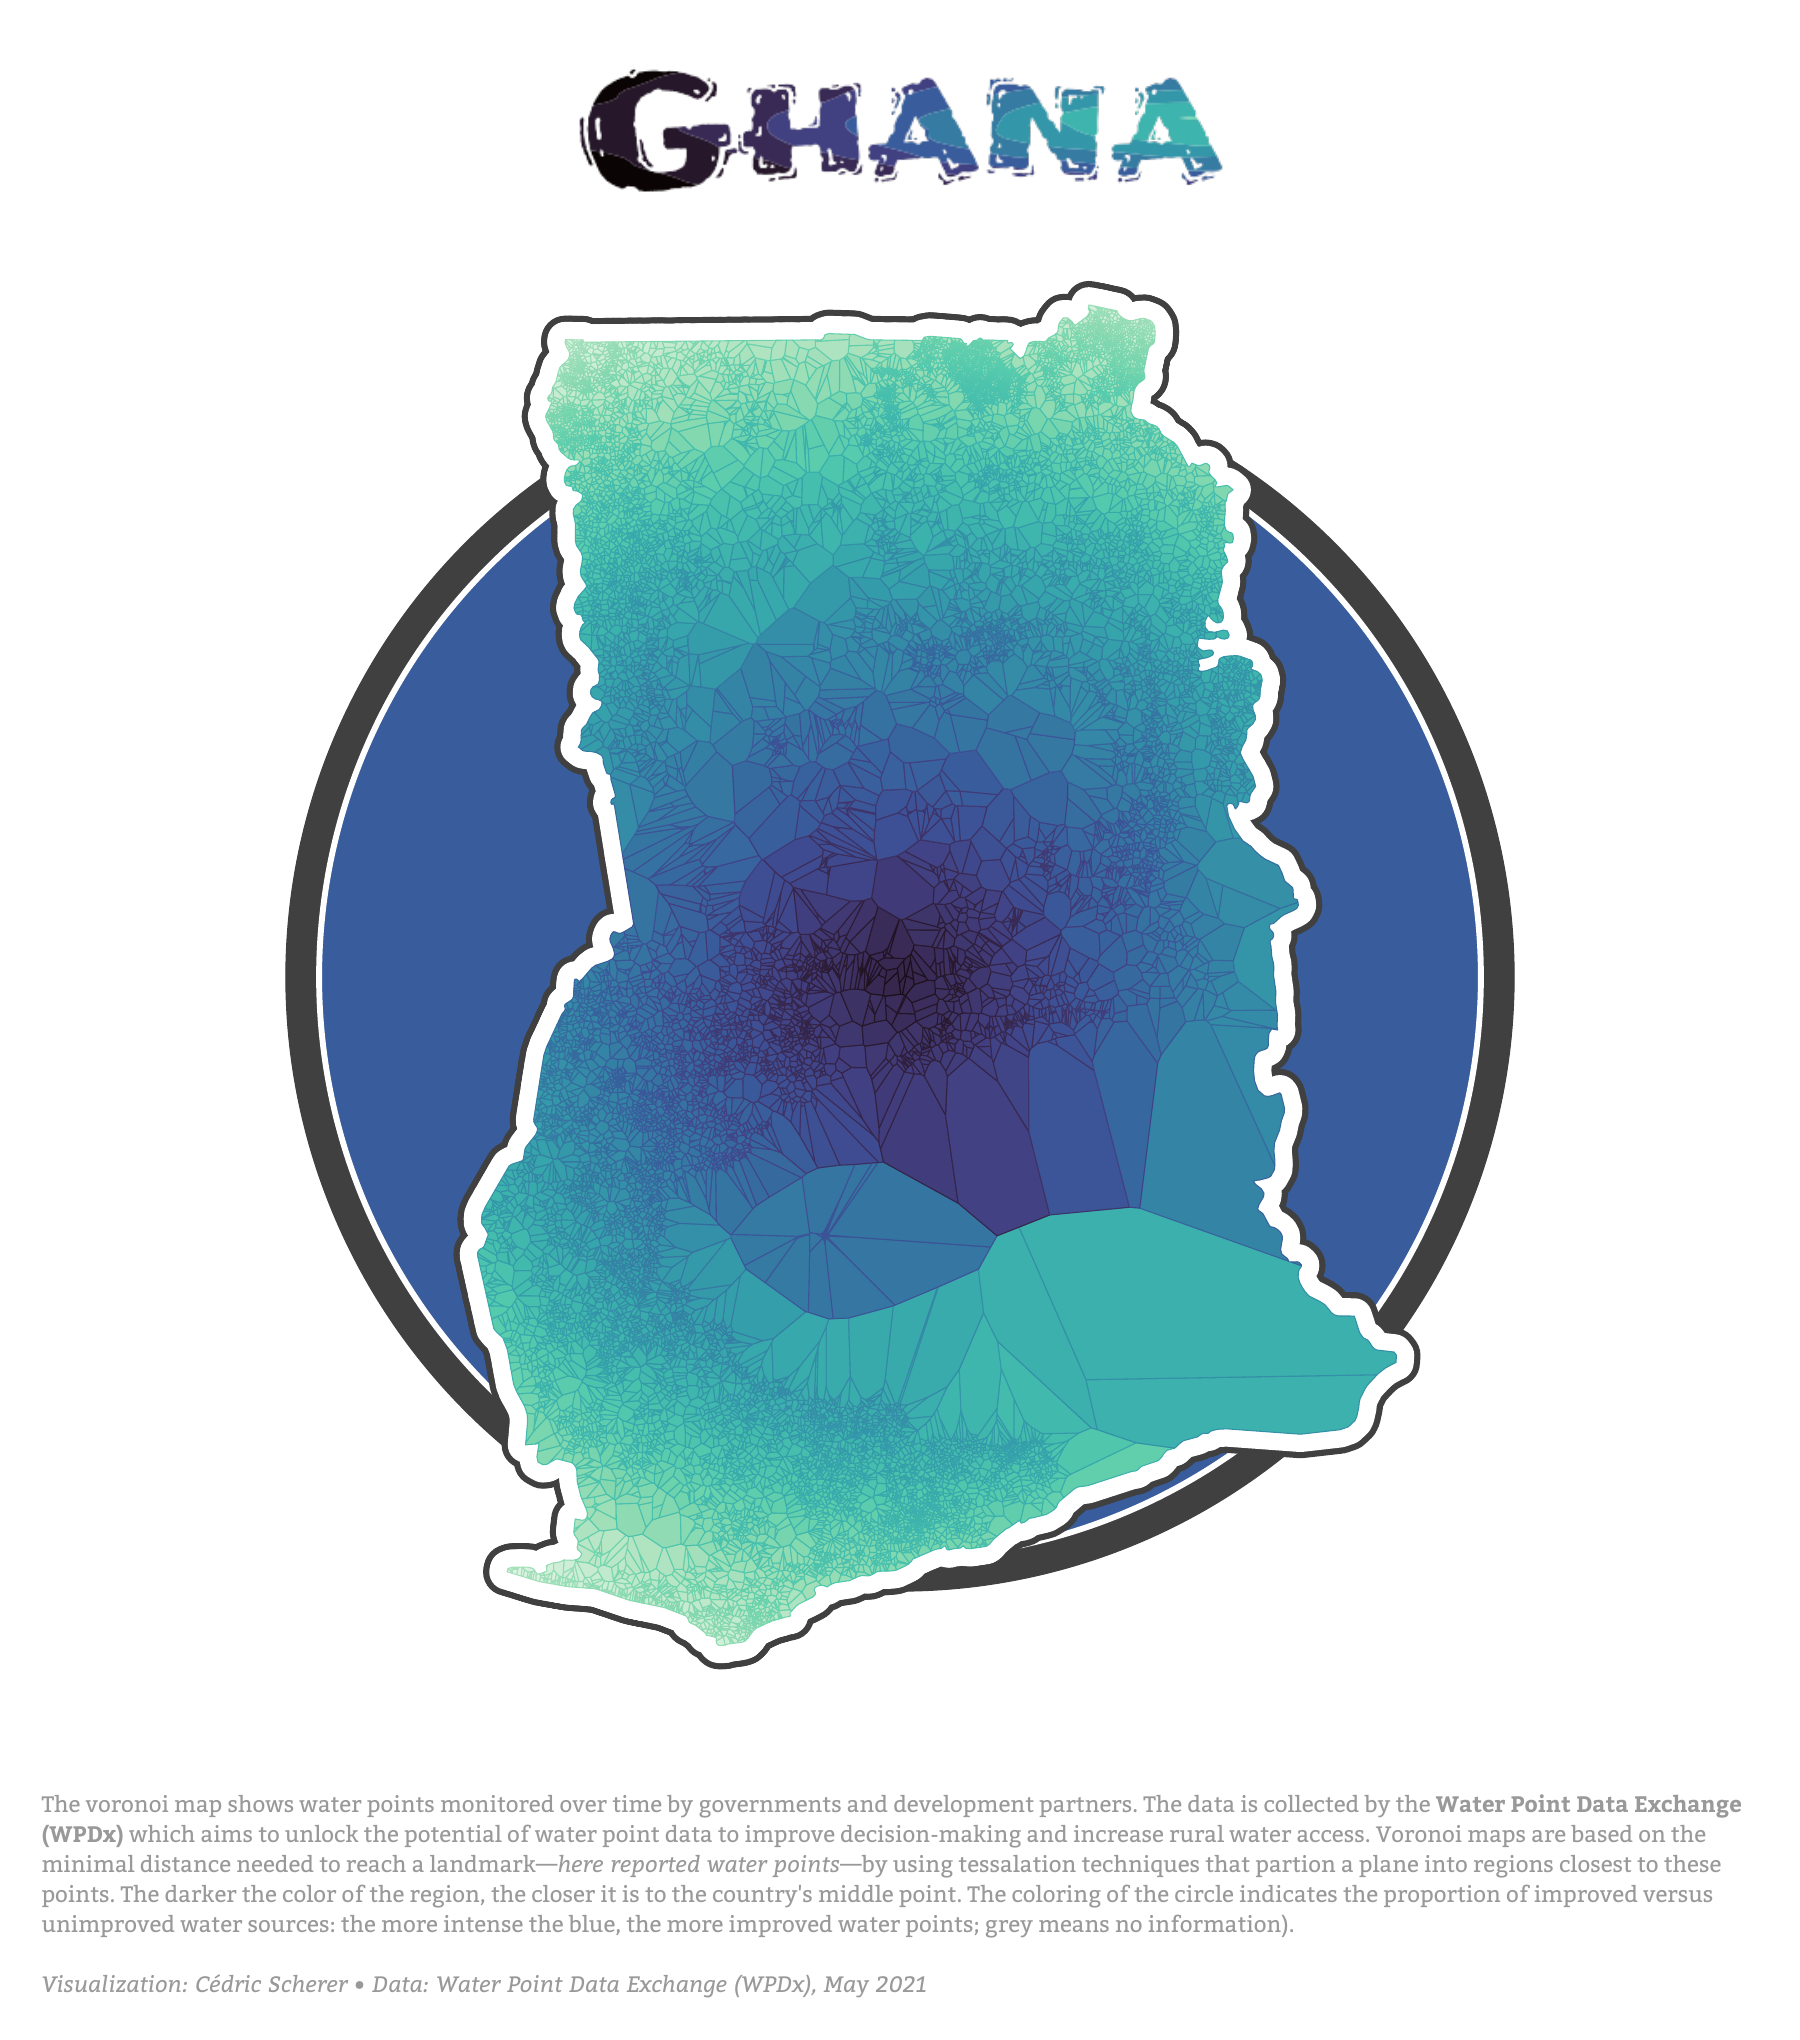 GHANA
The voronoi map shows water points monitored over time by governments and development partners. The data is collected by the Water Point Data Exchange
(WPDx) which aims to unlock the potential of water point data to improve decision-making and increase rural water access. Voronoi maps are based on the
minimal distance needed to reach a landmark—here reported water points—by using tessalation techniques that partion a plane into regions closest to these
points. The darker the color of the region, the closer it is to the country's middle point. The coloring of the circle indicates the proportion of improved versus
unimproved water sources: the more intense the blue, the more improved water points; grey means no information).
Visualization: Cédric Scherer • Data: Water Point Data Exchange (WPDx), May 2021